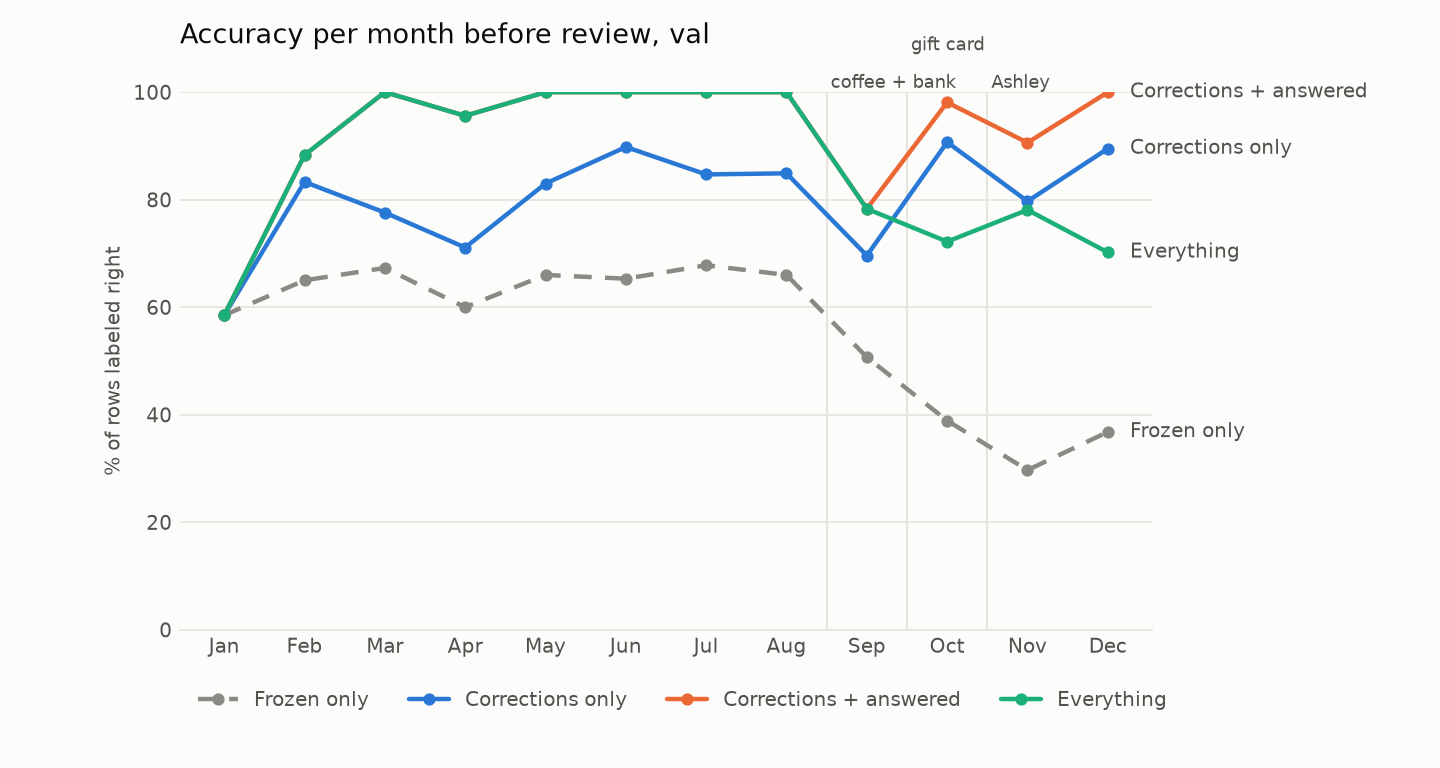 Accuracy per month before review, val
gift card
coffee + bank
Ashley
100
80
60
40
20
0
% of rows labeled right
Corrections + answered
Corrections only
Everything
Frozen only
Jan Feb Mar Apr May Jun Jul Aug Sep Oct Nov Dec
Frozen only Corrections only Corrections + answered Everything